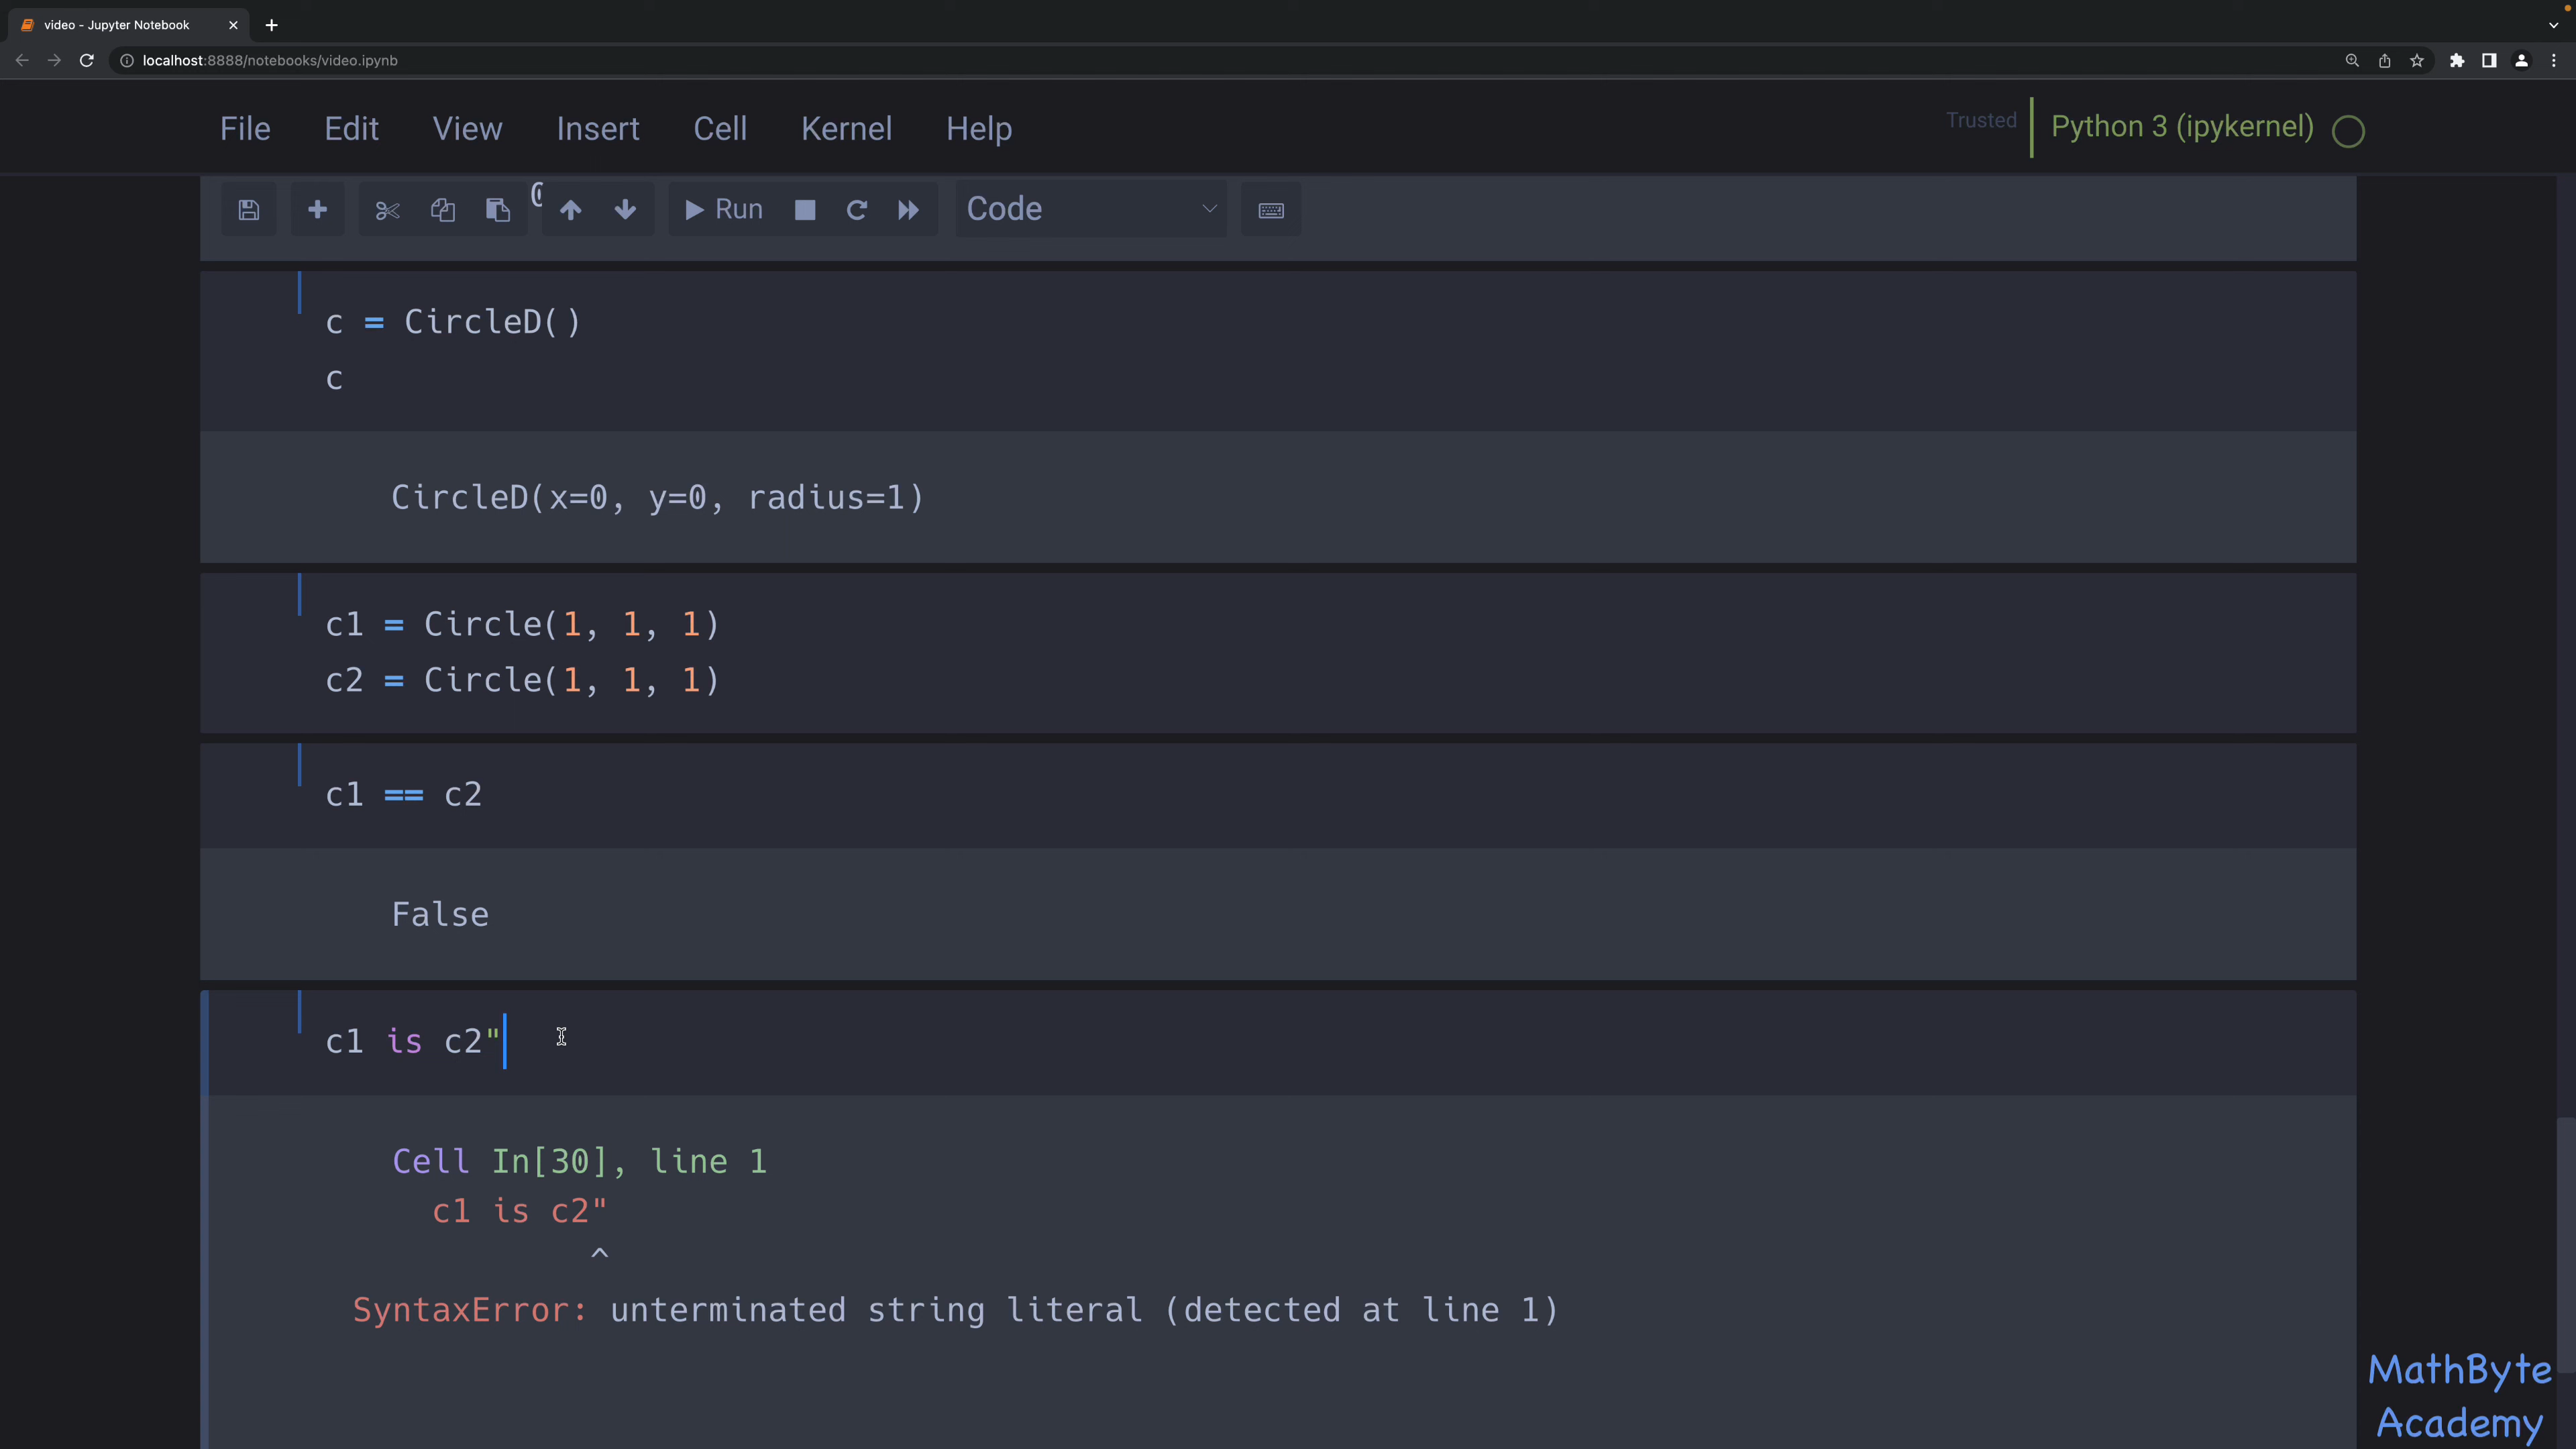 video - Jupyter Notebook
localhost:8888/notebooks/video.ipynb
File Edit View Insert Cell Kernel Help
Trusted Python 3 (ipykernel)
@
Run Code
c = CircleD()
c
CircleD(x=0, y=0, radius=1)
c1 = Circle(1, 1, 1)
c2 = Circle(1, 1, 1)
c1 == c2
False
c1 is c2"
Cell In[30], line 1
c1 is c2"
^
SyntaxError: unterminated string literal (detected at line 1)
MathByte
Academy